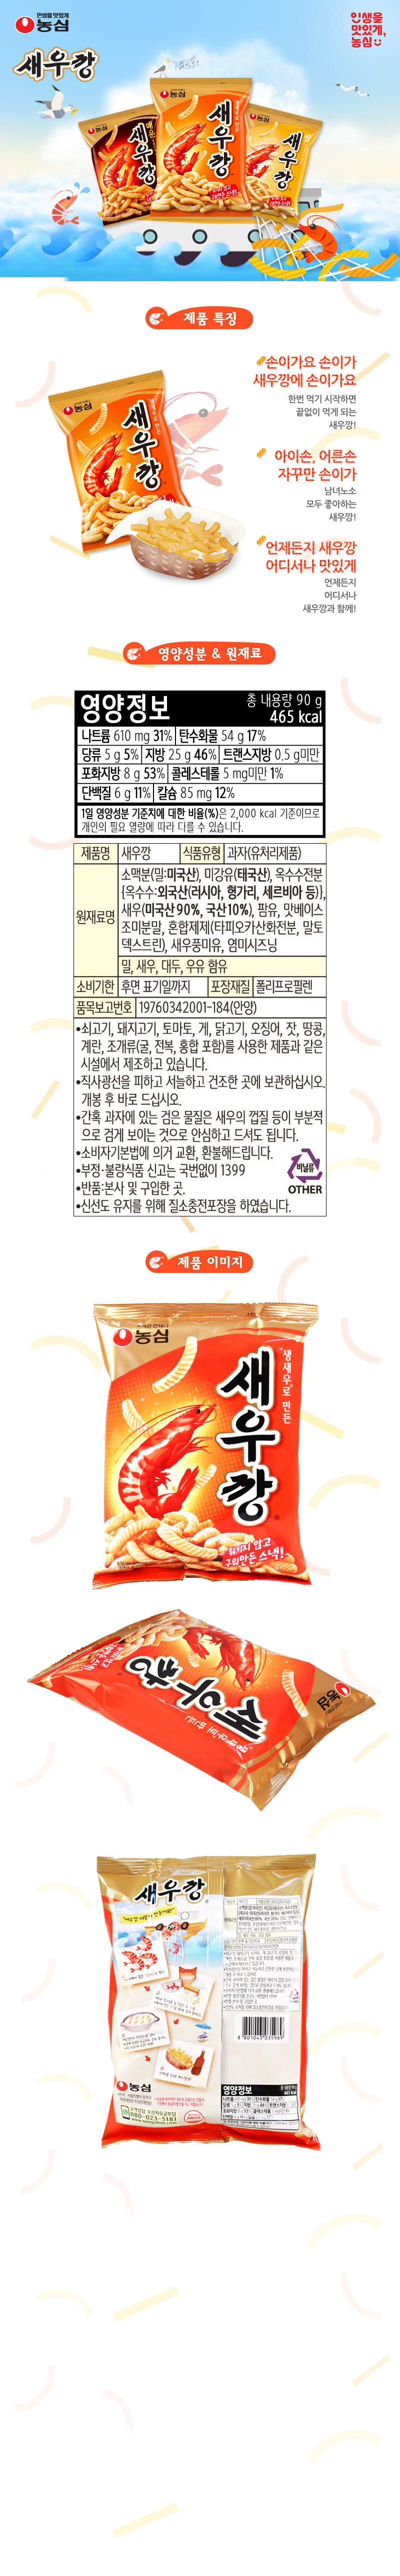 인생을 맛있게
농심
인생을
맛있게,
농심
새우깡
농심
새우깡
농심
매운
새우깡
농심
새우깡
제품 특징
손이가요 손이가
새우깡에 손이가요
한번 먹기 시작하면
끝없이 먹게 되는
새우깡!
농심
새우깡
아이손, 어른손
자꾸만 손이가
남녀노소
모두 좋아하는
새우깡!
언제든지 새우깡
어디서나 맛있게
언제든지
어디서나
새우깡과 함께!
영양성분 & 원재료
영양정보
총 내용량 90 g
465 kcal
나트륨 610 mg 31% 탄수화물 54 g 17%
당류 5 g 5% 지방 25 g 46% 트랜스지방 0.5 g미만
포화지방 8 g 53% 콜레스테롤 5 mg미만 1%
단백질 6 g 11% 칼슘 85 mg 12%
1일 영양성분 기준치에 대한 비율(%)은 2,000 kcal 기준이므로
개인의 필요 열량에 따라 다를 수 있습니다.
제품명 새우깡 식품유형 과자(유처리제품)
원재료명
소맥분(밀:미국산), 미강유(태국산), 옥수수전분
{옥수수:외국산(러시아, 헝가리, 세르비아 등)},
새우(미국산 90%, 국산10%), 팜유, 맛베이스
조미분말, 혼합제제(타피오카산화전분, 말토
덱스트린), 새우풍미유, 염미시즈닝
밀, 새우, 대두, 우유 함유
소비기한 후면 표기일까지 포장재질 폴리프로필렌
품목보고번호 19760342001-184(안양)
•쇠고기, 돼지고기, 토마토, 게, 닭고기, 오징어, 잣, 땅콩,
계란, 조개류(굴, 전복, 홍합 포함)를 사용한 제품과 같은
시설에서 제조하고 있습니다.
•직사광선을 피하고 서늘하고 건조한 곳에 보관하십시오.
개봉 후 바로 드십시오.
•간혹 과자에 있는 검은 물질은 새우의 껍질 등이 부분적
으로 검게 보이는 것으로 안심하고 드셔도 됩니다.
•소비자기본법에 의거 교환, 환불해드립니다.
•부정·불량식품 신고는 국번없이 1399
•반품:본사 및 구입한 곳.
•신선도 유지를 위해 질소충전포장을 하였습니다.
비닐류
OTHER
제품 이미지
농심
생새우로 만든
새우깡
튀기지 않고
구워만든 스낵!
농심
새우깡
새우깡
농심
080-023-5181
영양정보
9 801043 035989